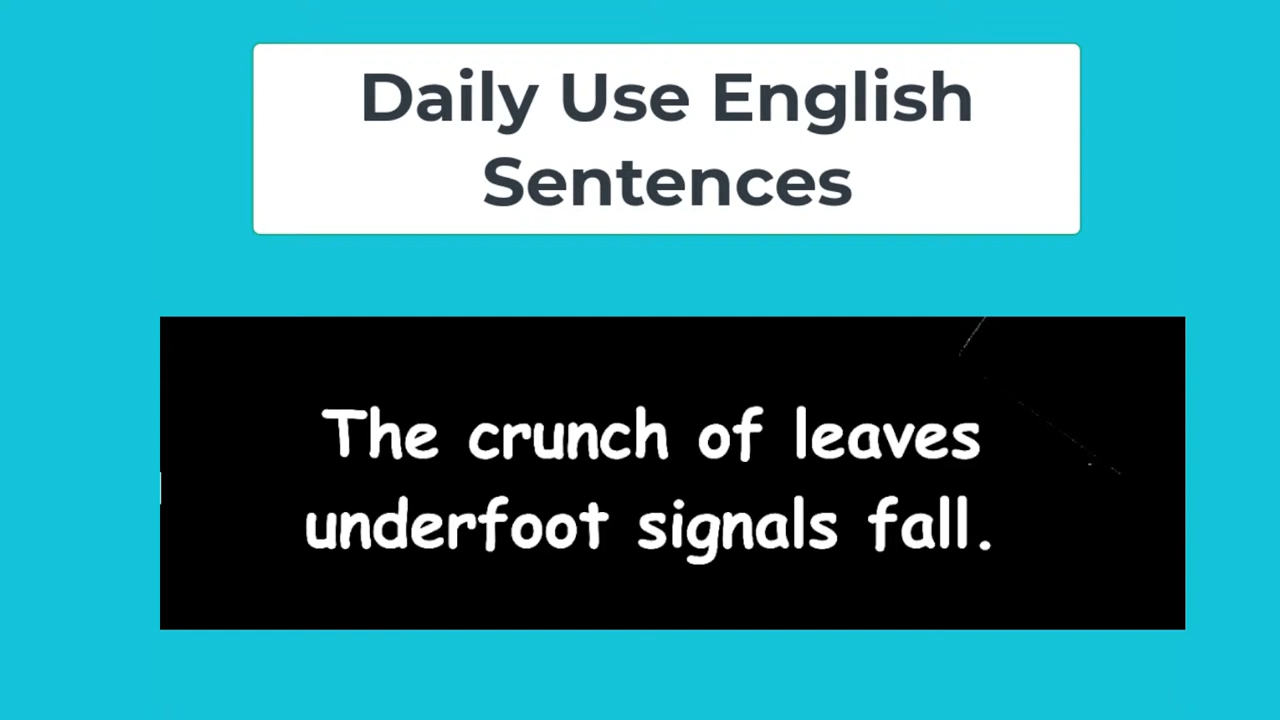 Daily Use English
Sentences
The crunch of leaves
underfoot signals fall.